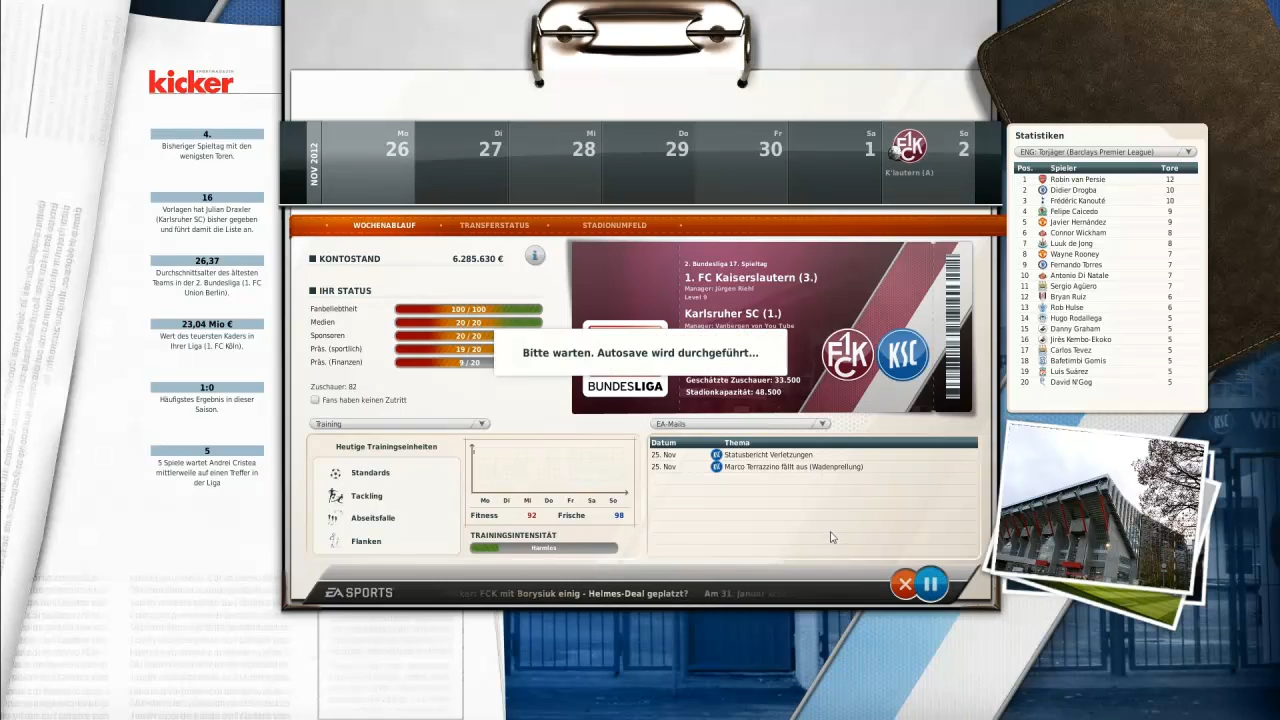 SPORTMAGAZIN
kicker
4.
Bisheriger Spieltag mit den
wenigsten Toren.
16
Vorlagen hat Julian Draxler
(Karlsruher SC) bisher gegeben
und führt damit die Liste an.
26,37
Durchschnittsalter des ältesten
Teams in der 2. Bundesliga (1. FC
Union Berlin).
23,04 Mio €
Wert des teuersten Kaders in
Ihrer Liga (1. FC Köln).
1:0
Häufigstes Ergebnis in dieser
Saison.
5
5 Spiele wartet Andrei Cristea
mittlerweile auf einen Treffer in
der Liga
NOV 2012
Mo 26
Di 27
Mi 28
Do 29
Fr 30
Sa 1
So 2
K'lautern (A)
WOCHENABLAUF
TRANSFERSTATUS
STADIONUMFELD
KONTOSTAND 6.285.630 €
IHR STATUS
Fanbeliebtheit 100 / 100
Medien 20 / 20
Sponsoren 20 / 20
Präs. (sportlich) 19 / 20
Präs. (Finanzen) 9 / 20
Zuschauer: 82
Fans haben keinen Zutritt
2. Bundesliga 17. Spieltag
1. FC Kaiserslautern (3.)
Manager: Jürgen Riehl
Level 9
Karlsruher SC (1.)
Manager: Vanbergen von You Tube
Geschätzte Zuschauer: 33.500
Stadionkapazität: 48.500
BUNDESLIGA
FCK
KSC
Bitte warten. Autosave wird durchgeführt...
Training
Heutige Trainingseinheiten
Standards
Tackling
Abseitsfalle
Flanken
Mo Di Mi Do Fr Sa So
Fitness 92 Frische 98
TRAININGSINTENSITÄT
Harmlos
EA-Mails
Datum Thema
25. Nov Statusbericht Verletzungen
25. Nov Marco Terrazzino fällt aus (Wadenprellung)
EA SPORTS
FCK mit Borysiuk einig - Helmes-Deal geplatzt? Am 31. Januar
Statistiken
ENG: Torjäger (Barclays Premier League)
Pos. Spieler Tore
1 Robin van Persie 12
2 Didier Drogba 10
3 Frédéric Kanouté 10
4 Felipe Caicedo 9
5 Javier Hernández 9
6 Connor Wickham 8
7 Luuk de Jong 8
8 Wayne Rooney 7
9 Fernando Torres 7
10 Antonio Di Natale 7
11 Sergio Agüero 7
12 Bryan Ruiz 6
13 Rob Hulse 6
14 Hugo Rodallega 5
15 Danny Graham 5
16 Jirès Kembo-Ekoko 5
17 Carlos Tevez 5
18 Bafetimbi Gomis 5
19 Luis Suárez 5
20 David N'Gog 5